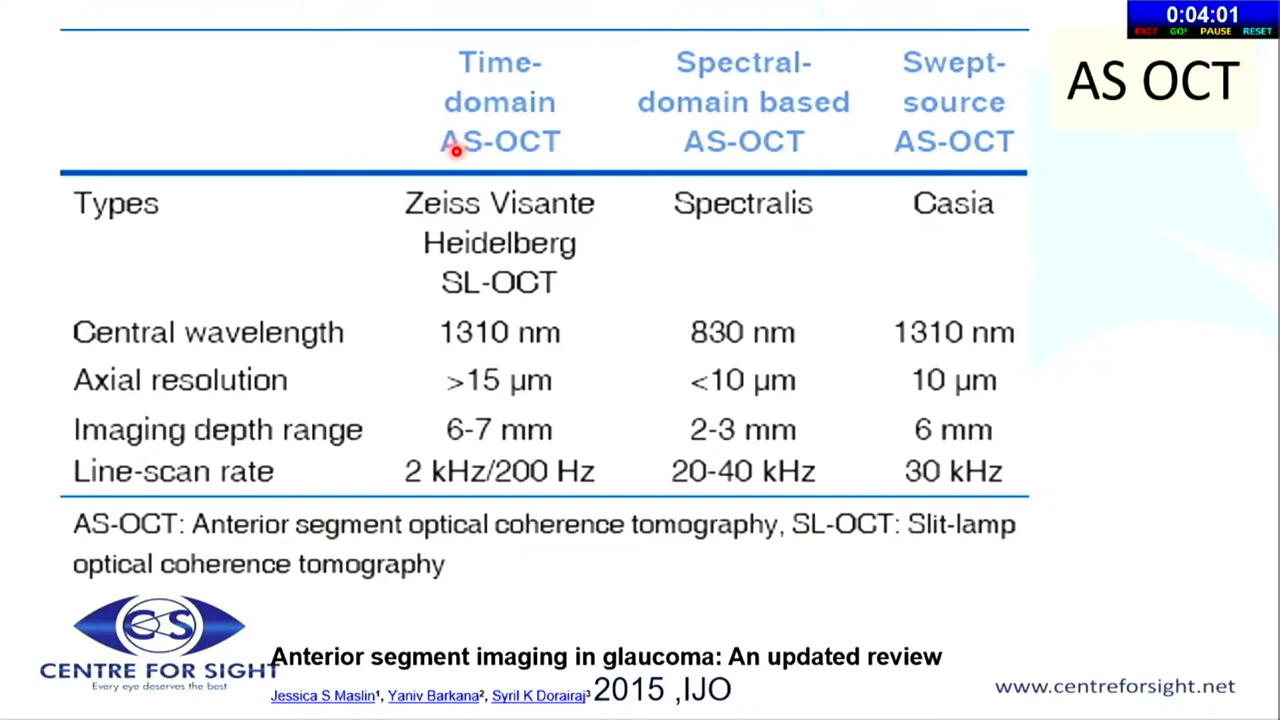 0:04:01
EXIT GO! PAUSE RESET
AS OCT
Time-domain AS-OCT Spectral-domain based AS-OCT Swept-source AS-OCT
Types Zeiss Visante Heidelberg SL-OCT Spectralis Casia
Central wavelength 1310 nm 830 nm 1310 nm
Axial resolution >15 µm <10 µm 10 µm
Imaging depth range 6-7 mm 2-3 mm 6 mm
Line-scan rate 2 kHz/200 Hz 20-40 kHz 30 kHz
AS-OCT: Anterior segment optical coherence tomography, SL-OCT: Slit-lamp
optical coherence tomography
CS
CENTRE FOR SIGHT
Every eye deserves the best
Anterior segment imaging in glaucoma: An updated review
Jessica S Maslin¹, Yaniv Barkana², Syril K Dorairaj³ 2015 ,IJO
www.centreforsight.net